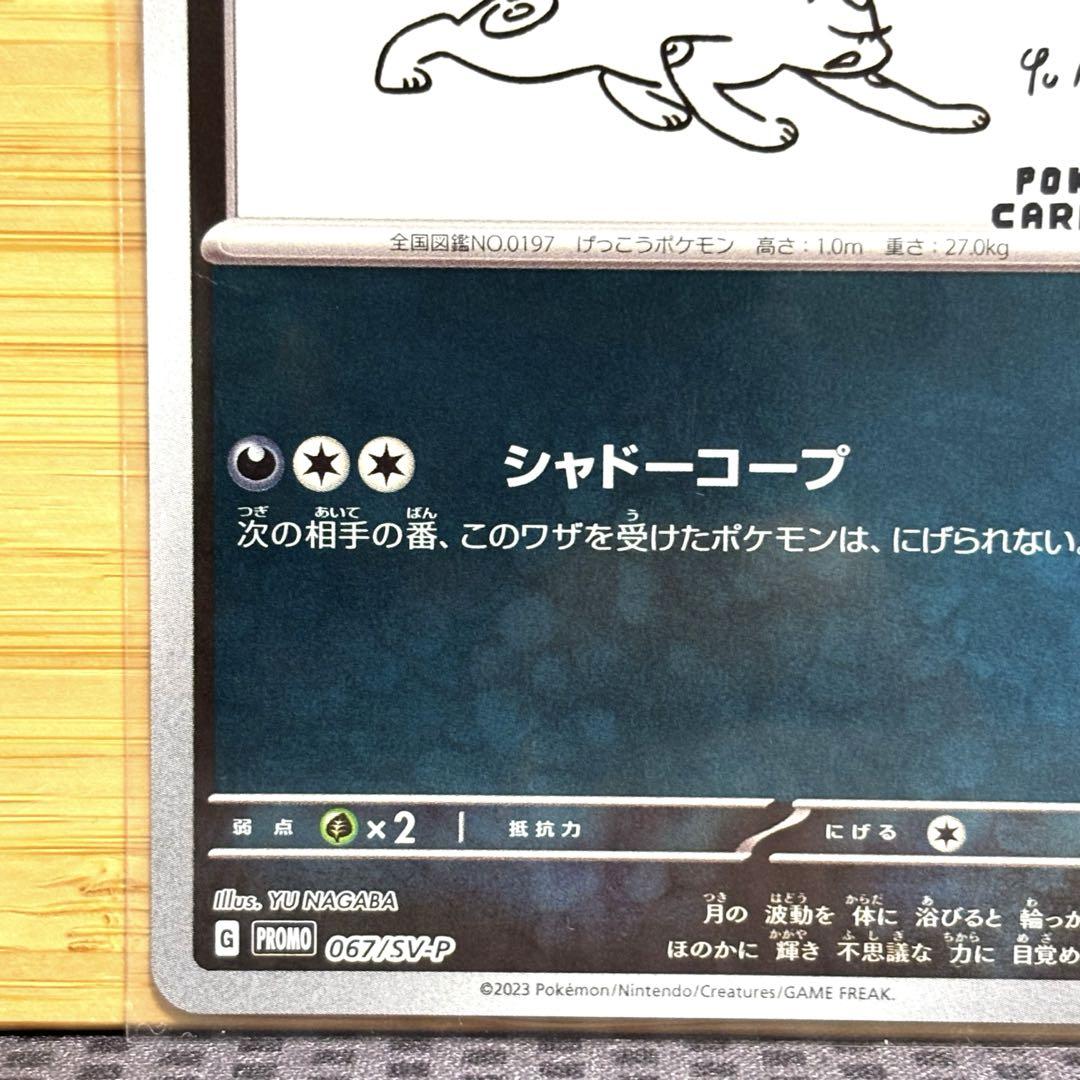 全国図鑑NO.0197 げっこうポケモン 高さ:1.0m 重さ:27.0kg
シャドーコープ
次の相手の番、このワザを受けたポケモンは、にげられない。
弱点 ×2 抵抗力 にげる
Illus. YU NAGABA
G PROMO 067/SV-P
月の 波動を 体に 浴びると 輪っか
ほのかに 輝き 不思議な 力に 目覚め
©2023 Pokémon/Nintendo/Creatures/GAME FREAK.